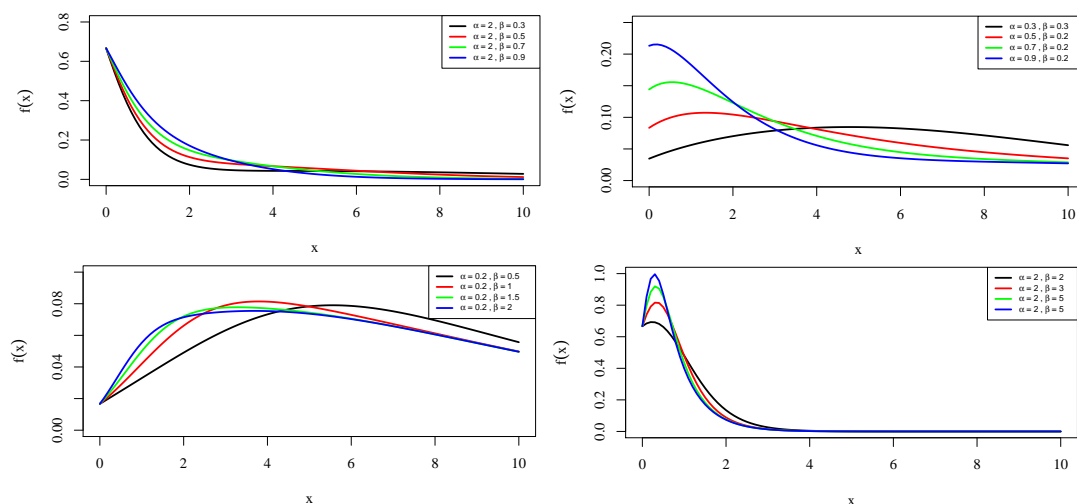 f(x)
0.8
0.6
0.4
0.2
0.0
α = 2 , β = 0.3
α = 2 , β = 0.5
α = 2 , β = 0.7
α = 2 , β = 0.9
0 2 4 6 8 10
x
f(x)
0.20
0.10
0.00
α = 0.3 , β = 0.3
α = 0.5 , β = 0.2
α = 0.7 , β = 0.2
α = 0.9 , β = 0.2
0 2 4 6 8 10
x
f(x)
0.08
0.04
0.00
α = 0.2 , β = 0.5
α = 0.2 , β = 1
α = 0.2 , β = 1.5
α = 0.2 , β = 2
0 2 4 6 8 10
x
f(x)
1.0
0.8
0.6
0.4
0.2
0.0
α = 2 , β = 2
α = 2 , β = 3
α = 2 , β = 5
α = 2 , β = 5
0 2 4 6 8 10
x